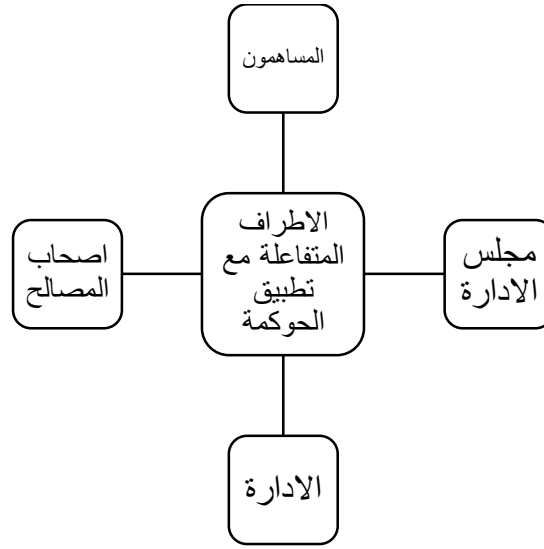 المساهمون
الاطراف
المتفاعلة مع
تطبيق
الحوكمة
مجلس
الادارة
اصحاب
المصالح
الادارة